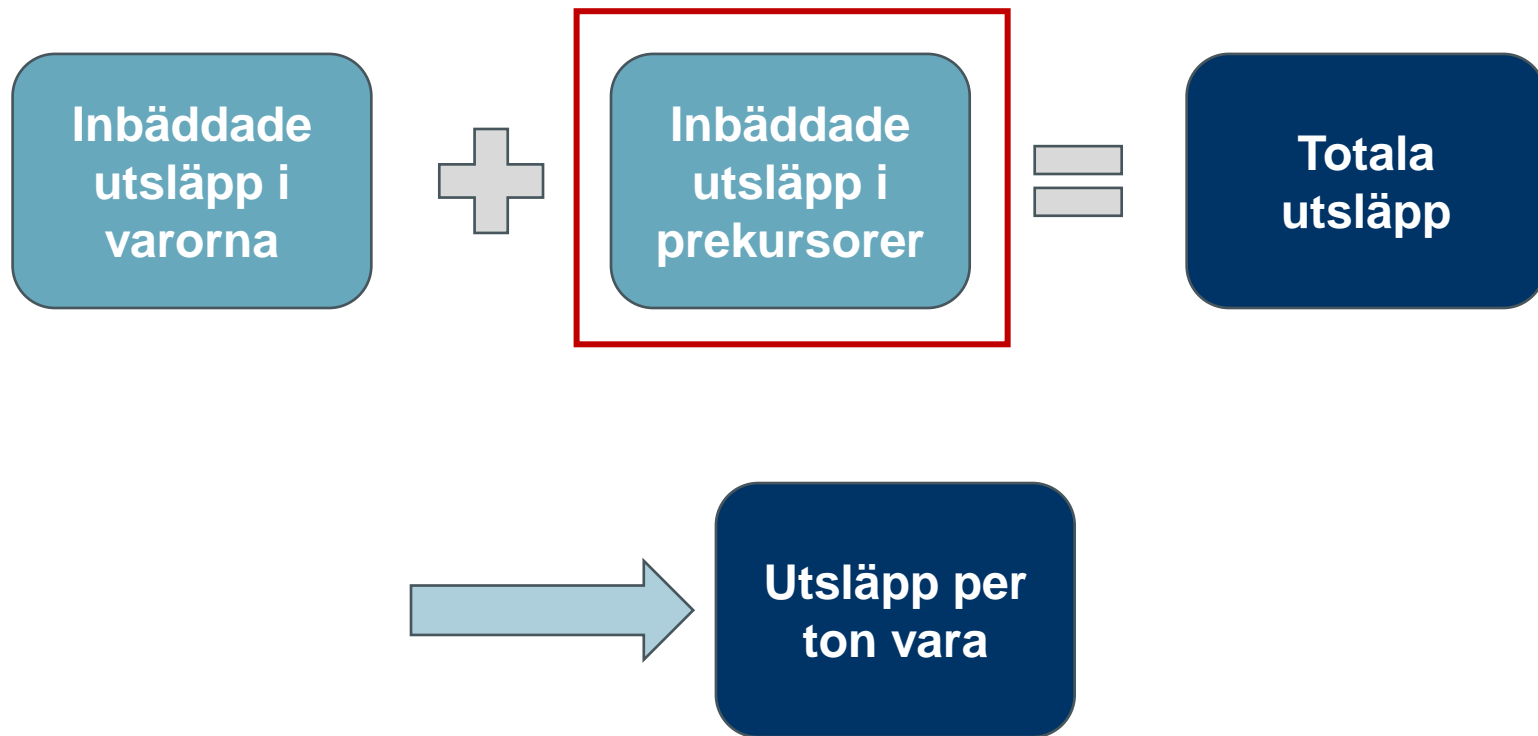 Inbäddade
utsläpp i
varorna
Inbäddade
utsläpp i
prekursorer
Totala
utsläpp
Utsläpp per
ton vara